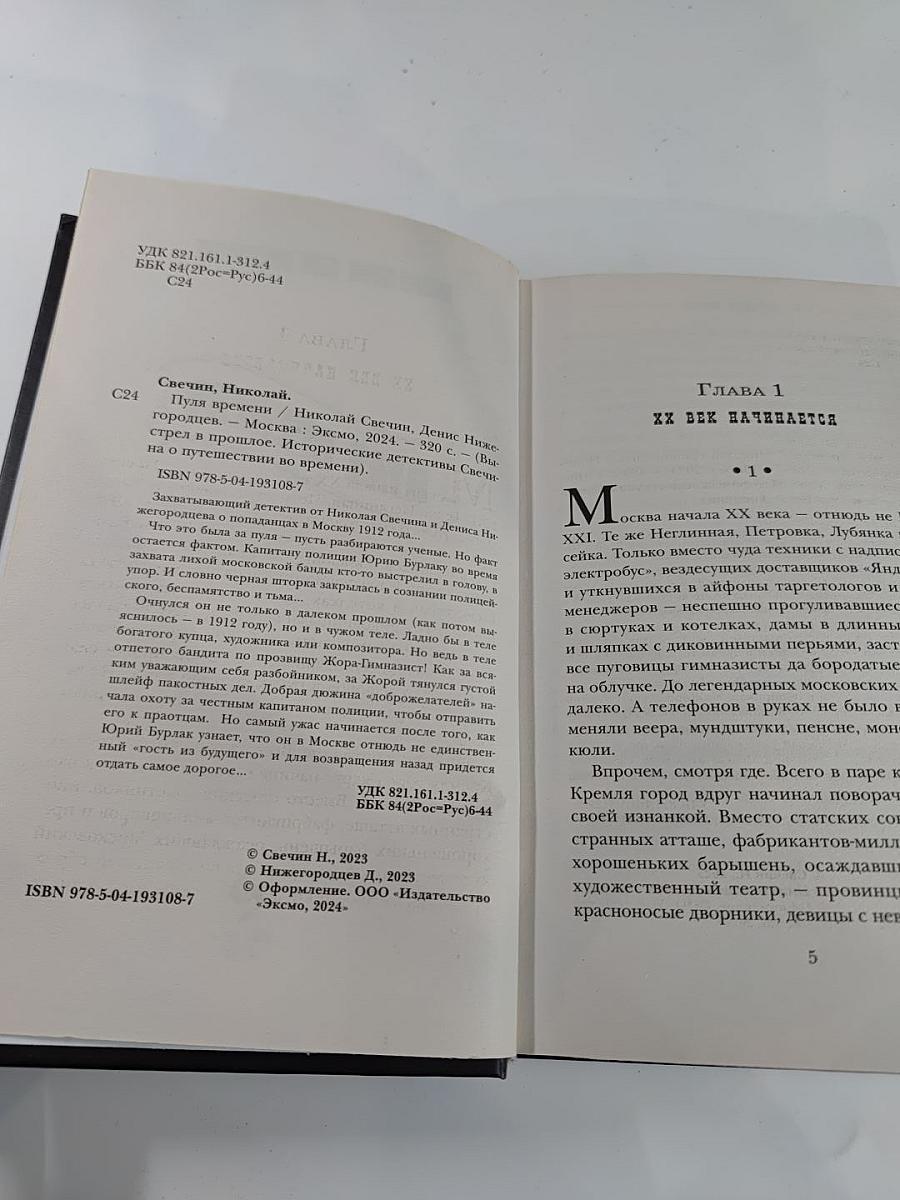 УДК 821.161.1-312.4
ББК 84(2Рос=Рус)6-44
С24
Свечин, Николай.
С24 Пуля времени / Николай Свечин, Денис Ниже-
городцев. — Москва : Эксмо, 2024. — 320 с. — (Вы-
стрел в прошлое. Исторические детективы Свечи-
на о путешествии во времени).
ISBN 978-5-04-193108-7
Захватывающий детектив от Николая Свечина и Дениса Ни-
жегородцева о попаданцах в Москву 1912 года...
Что это была за пуля — пусть разбираются ученые. Но факт
остается фактом. Капитану полиции Юрию Бурлаку во время
захвата лихой московской банды кто-то выстрелил в голову, в
упор. И словно черная шторка закрылась в сознании полицей-
ского, беспамятство и тьма...
Очнулся он не только в далеком прошлом (как потом вы-
яснилось — в 1912 году), но и в чужом теле. Ладно бы в теле
богатого купца, художника или композитора. Но ведь в теле
отпетого бандита по прозвищу Жора-Гимназист! Как за вся-
ким уважающим себя разбойником, за Жорой тянулся густой
шлейф пакостных дел. Добрая дюжина «доброжелателей» на-
чала охоту за честным капитаном полиции, чтобы отправить
его к праотцам. Но самый ужас начинается после того, как
Юрий Бурлак узнает, что он в Москве отнюдь не единствен-
ный «гость из будущего» и для возвращения назад придется
отдать самое дорогое...
УДК 821.161.1-312.4
ББК 84(2Рос=Рус)6-44
© Свечин Н., 2023
© Нижегородцев Д., 2023
© Оформление. ООО «Издательство
«Эксмо, 2024»
ISBN 978-5-04-193108-7
Глава 1
XX ВЕК НАЧИНАЕТСЯ
• 1 •
Москва начала XX века — отнюдь не
XXI. Те же Неглинная, Петровка, Лубянка
сейка. Только вместо чуда техники с надпис
электробус», вездесущих доставщиков «Янд
и уткнувшихся в айфоны таргетологов и
менеджеров — неспешно прогуливавшиес
в сюртуках и котелках, дамы в длинны
и шляпках с диковинными перьями, заст
все пуговицы гимназисты да бородатые
на облучке. До легендарных московских
далеко. А телефонов в руках не было в
меняли веера, мундштуки, пенсне, моно
кюли.
Впрочем, смотря где. Всего в паре к
Кремля город вдруг начинал поворач
своей изнанкой. Вместо статских сов
странных атташе, фабрикантов-милл
хорошеньких барышень, осаждавши
художественный театр, — провинц
красноносые дворники, девицы с нев
5